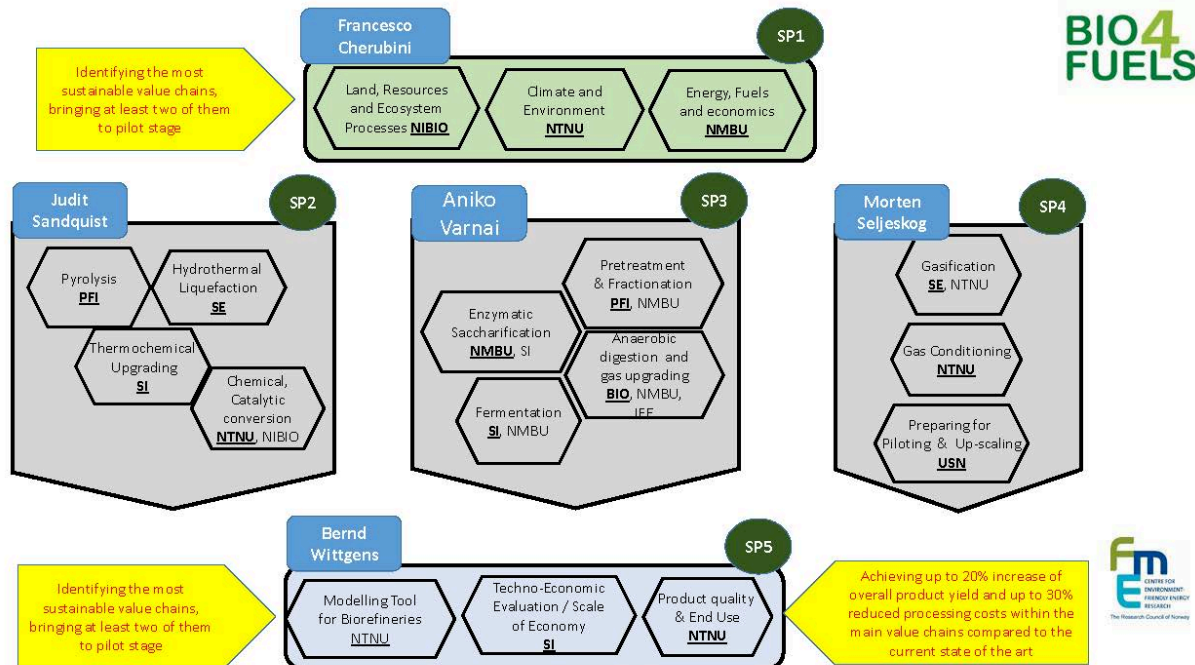 Francesco
Cherubini
SP1
BIO4
FUELS
Identifying the most
sustainable value chains,
bringing at least two of them
to pilot stage
Land, Resources
and Ecosystem
Processes NIBIO
Climate and
Environment
NTNU
Energy, Fuels
and economics
NMBU
Judit
Sandquist
SP2
Pyrolysis
PFI
Hydrothermal
Liquefaction
SE
Thermochemical
Upgrading
SI
Chemical,
Catalytic
conversion
NTNU, NIBIO
Aniko
Varnai
SP3
Pretreatment
& Fractionation
PFI, NMBU
Enzymatic
Saccharification
NMBU, SI
Anaerobic
digestion and
gas upgrading
BIO, NMBU,
IFE
Fermentation
SI, NMBU
Morten
Seljeskog
SP4
Gasification
SE, NTNU
Gas Conditioning
NTNU
Preparing for
Piloting & Up-scaling
USN
Bernd
Wittgens
SP5
Identifying the most
sustainable value chains,
bringing at least two of them
to pilot stage
Modelling Tool
for Biorefineries
NTNU
Techno-Economic
Evaluation / Scale
of Economy
SI
Product quality
& End Use
NTNU
Achieving up to 20% increase of
overall product yield and up to 30%
reduced processing costs within the
main value chains compared to the
current state of the art
FmE
CENTRE FOR
ENVIRONMENT-
FRIENDLY ENERGY
RESEARCH
The Research Council of Norway